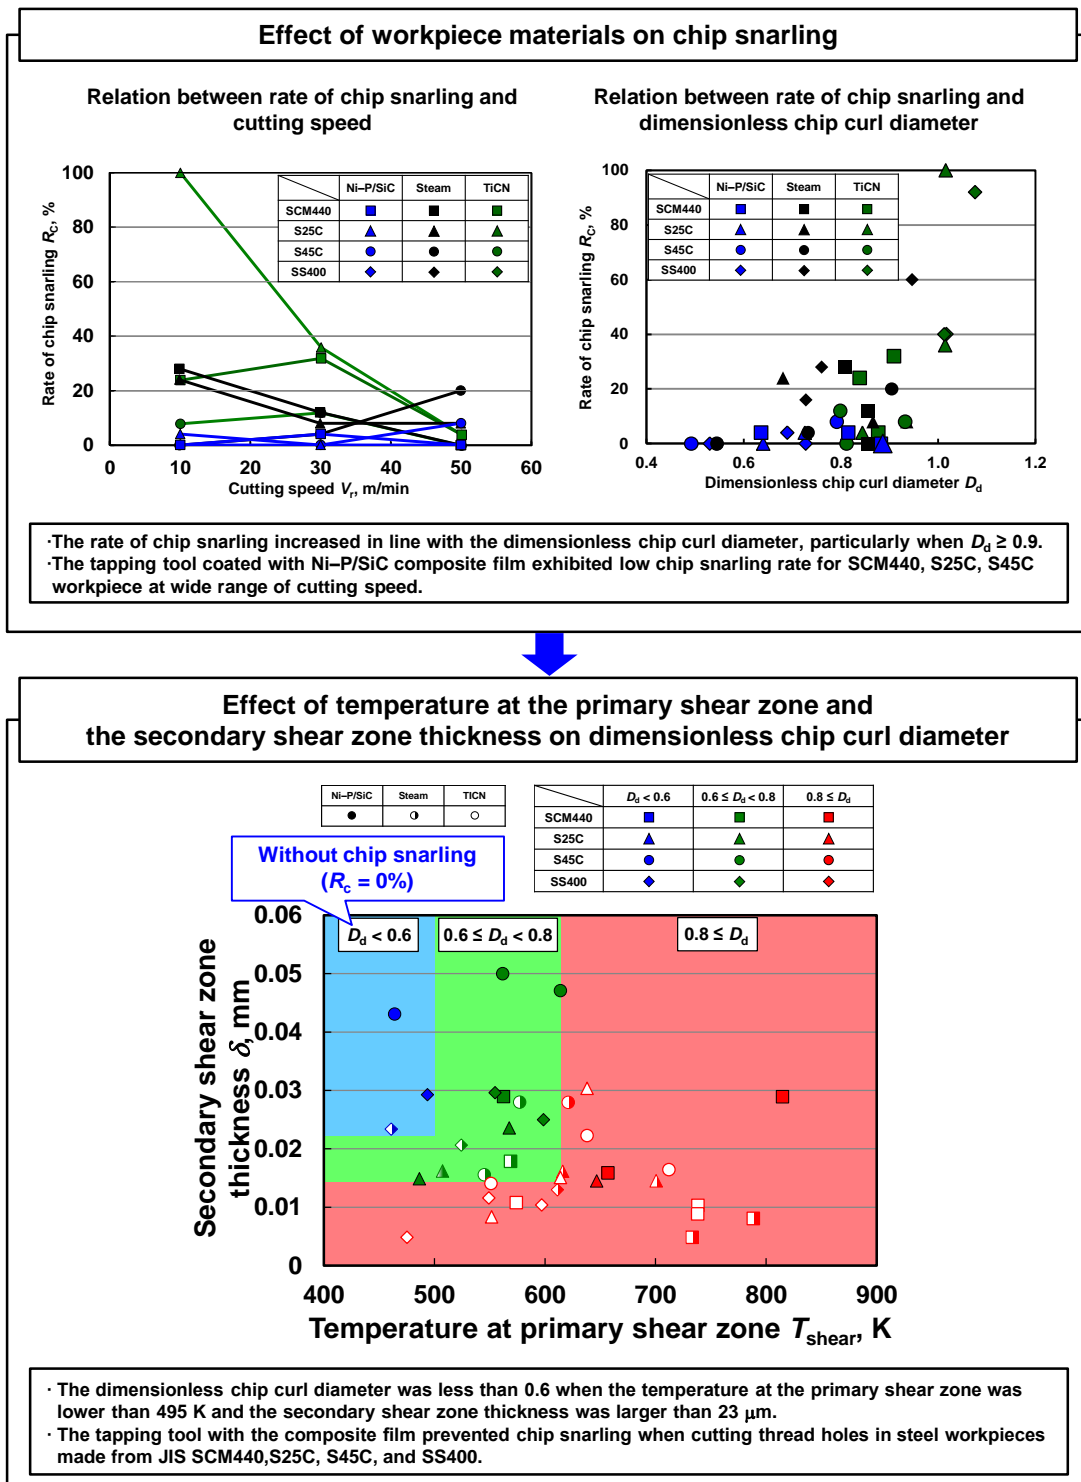 Effect of workpiece materials on chip snarling
Relation between rate of chip snarling and
cutting speed
Rate of chip snarling RC, %
100
80
60
40
20
0
0 10 20 30 40 50 60
Cutting speed Vr, m/min
Ni–P/SiC Steam TiCN
SCM440
S25C
S45C
SS400
Relation between rate of chip snarling and
dimensionless chip curl diameter
Rate of chip snarling RC, %
100
80
60
40
20
0
0.4 0.6 0.8 1.0 1.2
Dimensionless chip curl diameter Dd
Ni–P/SiC Steam TiCN
SCM440
S25C
S45C
SS400
·The rate of chip snarling increased in line with the dimensionless chip curl diameter, particularly when Dd ≥ 0.9.
·The tapping tool coated with Ni–P/SiC composite film exhibited low chip snarling rate for SCM440, S25C, S45C
workpiece at wide range of cutting speed.
Effect of temperature at the primary shear zone and
the secondary shear zone thickness on dimensionless chip curl diameter
Ni–P/SiC Steam TICN
Dd < 0.6 0.6 ≤ Dd < 0.8 0.8 ≤ Dd
SCM440
S25C
S45C
SS400
Without chip snarling
(Rc = 0%)
Dd < 0.6 0.6 ≤ Dd < 0.8 0.8 ≤ Dd
Secondary shear zone
thickness δ, mm
0.06
0.05
0.04
0.03
0.02
0.01
0
400 500 600 700 800 900
Temperature at primary shear zone Tshear, K
· The dimensionless chip curl diameter was less than 0.6 when the temperature at the primary shear zone was
lower than 495 K and the secondary shear zone thickness was larger than 23 μm.
· The tapping tool with the composite film prevented chip snarling when cutting thread holes in steel workpieces
made from JIS SCM440,S25C, S45C, and SS400.